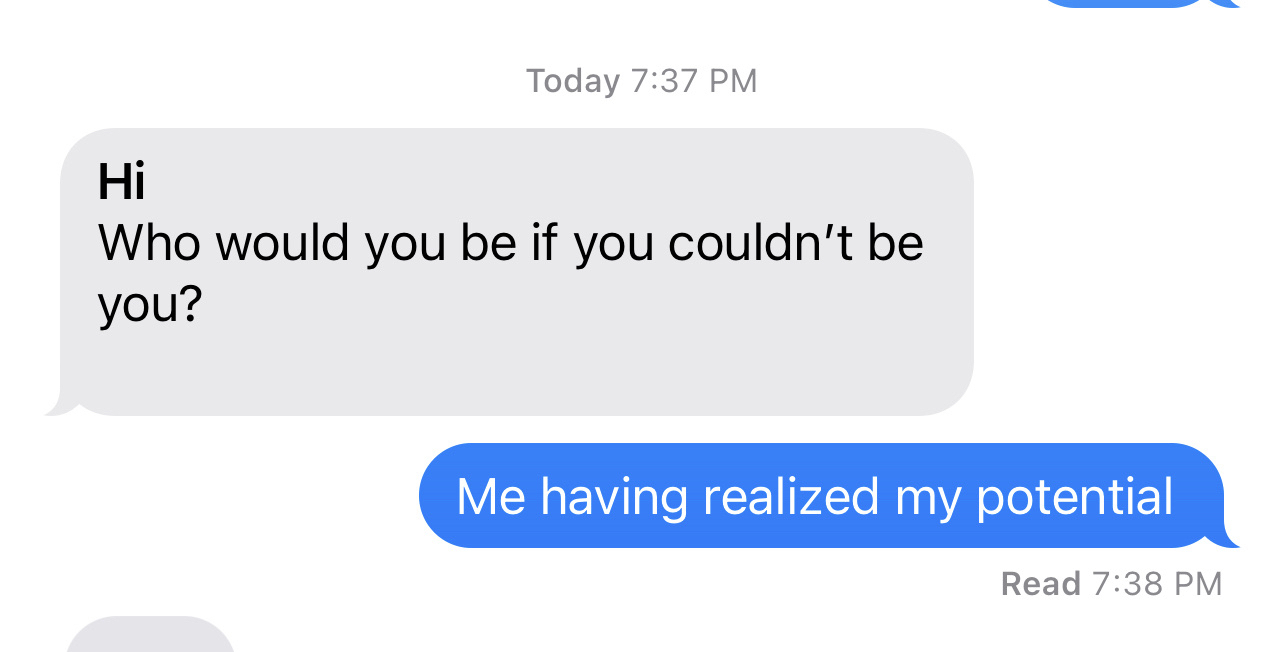 Today 7:37 PM
Hi
Who would you be if you couldn’t be
you?
Me having realized my potential
Read 7:38 PM